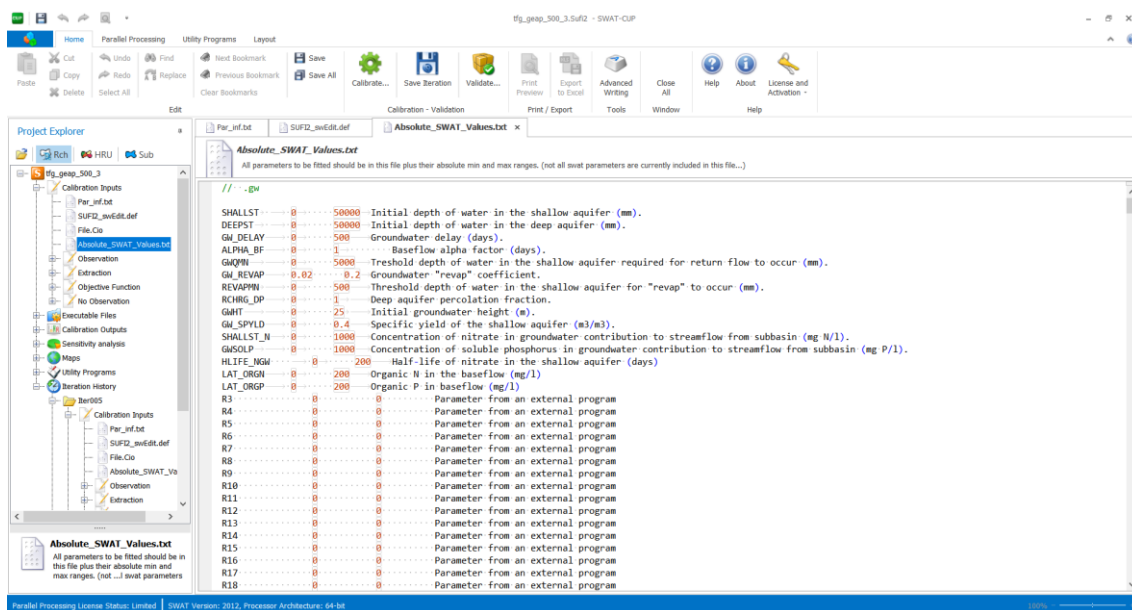 tfg_geap_500_3.Sufi2 - SWAT-CUP
Home Parallel Processing Utility Programs Layout
Paste
Cut
Copy
Delete
Undo
Redo
Select All
Find
Replace
Edit
Next Bookmark
Previous Bookmark
Clear Bookmarks
Save
Save All
Calibrate...
Save Iteration
Validate...
Calibration - Validation
Print Preview
Export to Excel
Print / Export
Advanced Writing
Tools
Close All
Window
Help
About
License and Activation
Help
Project Explorer
Rch HRU Sub
tfg_geap_500_3
Calibration Inputs
Par_inf.txt
SUFI2_swEdit.def
File.Cio
Absolute_SWAT_Values.txt
Observation
Extraction
Objective Function
No Observation
Executable Files
Calibration Outputs
Sensitivity analysis
Maps
Utility Programs
Iteration History
Iter005
Calibration Inputs
Par_inf.txt
SUFI2_swEdit.def
File.Cio
Absolute_SWAT_Va
Observation
Extraction
Absolute_SWAT_Values.txt
All parameters to be fitted should be in
this file plus their absolute min and
max ranges. (not ...l swat parameters
Par_inf.txt SUFI2_swEdit.def Absolute_SWAT_Values.txt ×
Absolute_SWAT_Values.txt
All parameters to be fitted should be in this file plus their absolute min and max ranges. (not all swat parameters are currently included in this file...)
// .gw
SHALLST 0 50000 Initial depth of water in the shallow aquifer (mm).
DEEPST 0 50000 Initial depth of water in the deep aquifer (mm).
GW_DELAY 0 500 Groundwater delay (days).
ALPHA_BF 0 1 Baseflow alpha factor (days).
GWQMN 0 5000 Treshold depth of water in the shallow aquifer required for return flow to occur (mm).
GW_REVAP 0.02 0.2 Groundwater "revap" coefficient.
REVAPMN 0 500 Threshold depth of water in the shallow aquifer for "revap" to occur (mm).
RCHRG_DP 0 1 Deep aquifer percolation fraction.
GWHT 0 25 Initial groundwater height (m).
GW_SPYLD 0 0.4 Specific yield of the shallow aquifer (m3/m3).
SHALLST_N 0 1000 Concentration of nitrate in groundwater contribution to streamflow from subbasin (mg N/l).
GWSOLP 0 1000 Concentration of soluble phosphorus in groundwater contribution to streamflow from subbasin (mg P/l).
HLIFE_NGW 0 200 Half-life of nitrate in the shallow aquifer (days)
LAT_ORGN 0 200 Organic N in the baseflow (mg/l)
LAT_ORGP 0 200 Organic P in baseflow (mg/l)
R3 0 0 Parameter from an external program
R4 0 0 Parameter from an external program
R5 0 0 Parameter from an external program
R6 0 0 Parameter from an external program
R7 0 0 Parameter from an external program
R8 0 0 Parameter from an external program
R9 0 0 Parameter from an external program
R10 0 0 Parameter from an external program
R11 0 0 Parameter from an external program
R12 0 0 Parameter from an external program
R13 0 0 Parameter from an external program
R14 0 0 Parameter from an external program
R15 0 0 Parameter from an external program
R16 0 0 Parameter from an external program
R17 0 0 Parameter from an external program
R18 0 0 Parameter from an external program
Parallel Processing License Status: Limited SWAT Version: 2012, Processor Architecture: 64-bit 100%